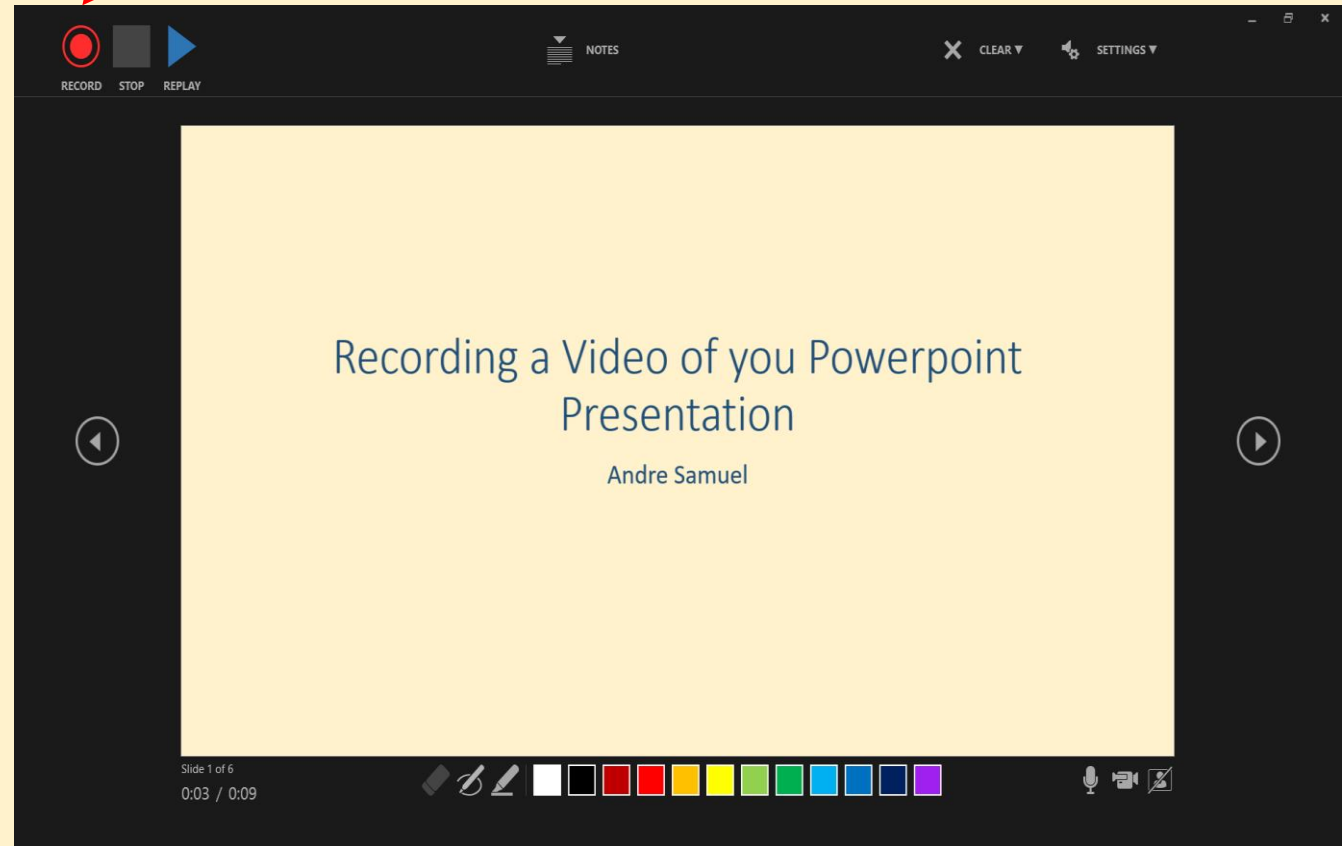 RECORD STOP REPLAY
NOTES
CLEAR
SETTINGS
Recording a Video of you Powerpoint
Presentation
Andre Samuel
Slide 1 of 6
0:03 / 0:09